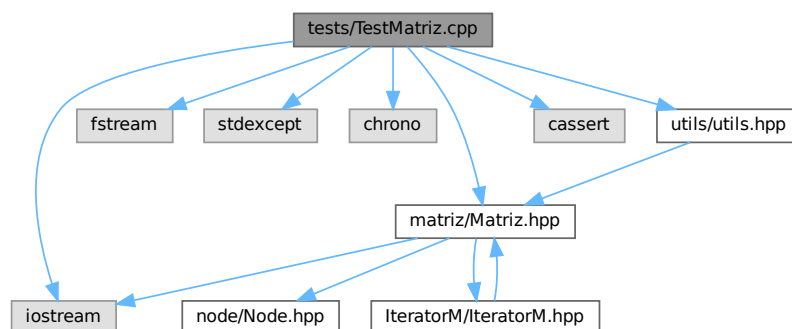 tests/TestMatriz.cpp
fstream
stdexcept
chrono
cassert
utils/utils.hpp
matriz/Matriz.hpp
iostream
node/Node.hpp
IteratorM/IteratorM.hpp